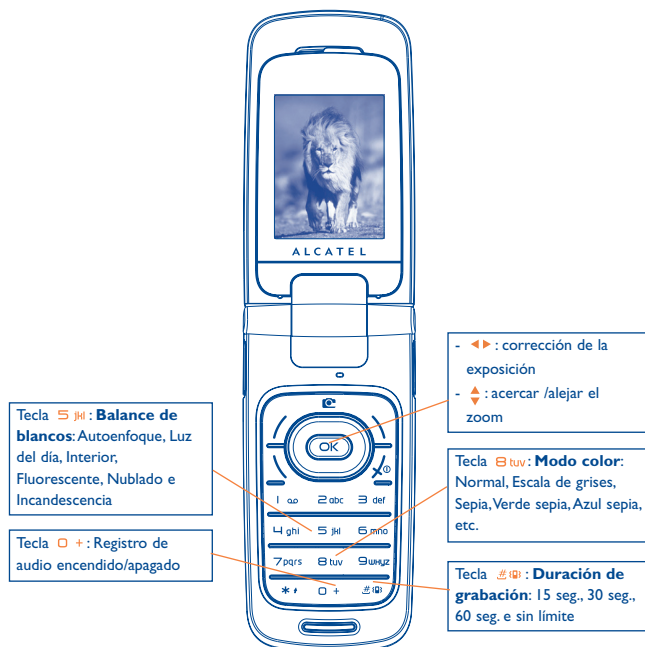 ALCATEL
- ◄► : corrección de la
exposición
- ▲▼ : acercar /alejar el
zoom
Tecla 5 jkl : Balance de
blancos: Autoenfoque, Luz
del día, Interior,
Fluorescente, Nublado e
Incandescencia
Tecla 8 tuv : Modo color:
Normal, Escala de grises,
Sepia, Verde sepia, Azul sepia,
etc.
Tecla 0 + : Registro de
audio encendido/apagado
Tecla # : Duración de
grabación: 15 seg., 30 seg.,
60 seg. e sin límite
OK
1 2 abc 3 def
4 ghi 5 jkl 6 mno
7 pqrs 8 tuv 9 wxyz
* 0 + #